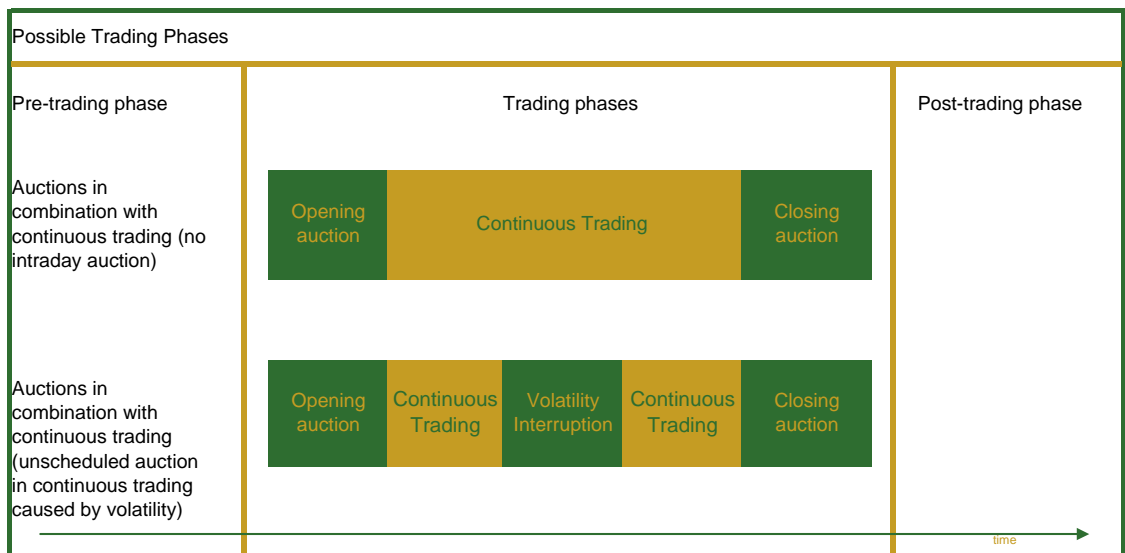 Possible Trading Phases
Pre-trading phase
Trading phases
Post-trading phase
Auctions in
combination with
continuous trading (no
intraday auction)
Opening
auction
Continuous Trading
Closing
auction
Auctions in
combination with
continuous trading
(unscheduled auction
in continuous trading
caused by volatility)
Opening
auction
Continuous
Trading
Volatility
Interruption
Continuous
Trading
Closing
auction
time